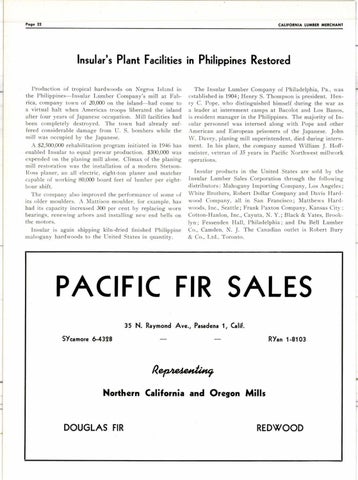 Page 22
CALIFORNIA LUMBER MERCHANT
Insular's Plant Facilities in Philippines Restored
Production of tropical hardwoods on Negros Island in
the Philippines—Insular Lumber Company's mill at Fab-
rica, company town of 20,000 on the island—had come to
a virtual halt when American troops liberated the island
after four years of Japanese occupation. Mill facilities had
been completely destroyed. The town had already suf-
fered considerable damage from U. S. bombers while the
mill was occupied by the Japanese.
A $2,500,000 rehabilitation program initiated in 1946 has
enabled Insular to equal prewar production. $300,000 was
expended on the planing mill alone. Climax of the planing
mill restoration was the installation of a modern Stetson-
Ross planer, an all electric, eight-ton planer and matcher
capable of working 80,000 board feet of lumber per eight-
hour shift.
The company also improved the performance of some of
its older moulders. A Mattison moulder, for example, has
had its capacity increased 300 per cent by replacing worn
bearings, renewing arbors and installing new end bells on
the motors.
Insular is again shipping kiln-dried finished Philippine
mahogany hardwoods to the United States in quantity.
The Insular Lumber Company of Philadelphia, Pa., was
established in 1904; Henry S. Thompson is president. Hen-
ry C. Pope, who distinguished himself during the war as
a leader at internment camps at Bacolot and Los Banos,
is resident manager in the Philippines. The majority of In-
sular personnel was interned along with Pope and other
American and European prisoners of the Japanese. John
W. Duvey, planing mill superintendent, died during intern-
ment. In his place, the company named William J. Hoff-
meister, veteran of 35 years in Pacific Northwest millwork
operations.
Insular products in the United States are sold by the
Insular Lumber Sales Corporation through the following
distributors: Mahogany Importing Company, Los Angeles;
White Brothers, Robert Dollar Company and Davis Hard-
wood Company, all in San Francisco; Matthews Hard-
woods, Inc., Seattle; Frank Paxton Company, Kansas City;
Cotton-Hanlon, Inc., Cayuta, N. Y.; Black & Yates, Brook-
lyn; Fessenden Hall, Philadelphia; and Du Bell Lumber
Co., Camden, N. J. The Canadian outlet is Robert Bury
& Co., Ltd., Toronto.
PACIFIC FIR SALES
35 N. Raymond Ave., Pasadena 1, Calif.
SYcamore 6-4328 — — RYan 1-8103
Representing
Northern California and Oregon Mills
DOUGLAS FIR REDWOOD